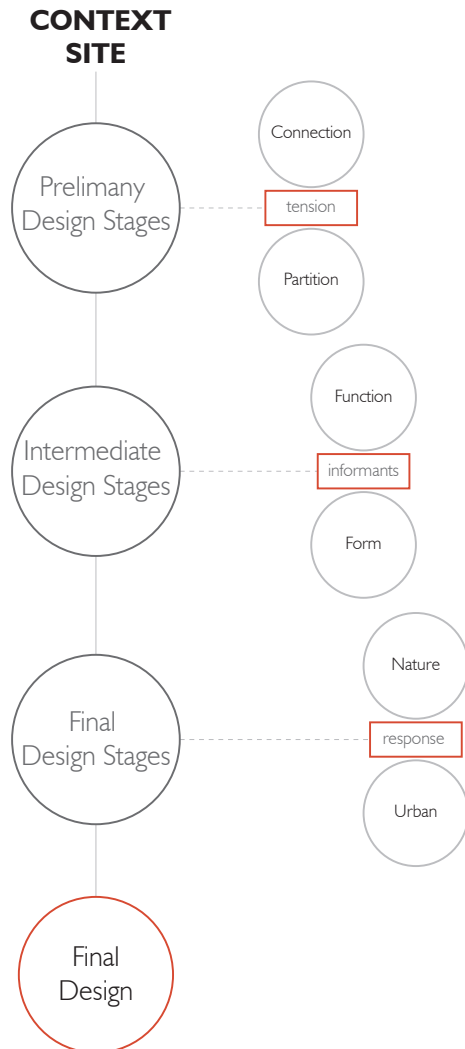 CONTEXT
SITE
Connection
Prelimany
Design Stages
tension
Partition
Function
Intermediate
Design Stages
informants
Form
Nature
Final
Design Stages
response
Urban
Final
Design